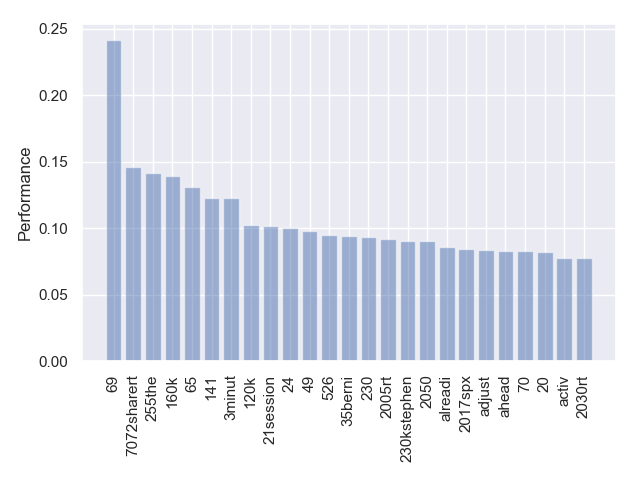 0.25
0.20
0.15
0.10
0.05
0.00
Performance
69
7072sharert
255the
160k
65
141
3minut
120k
21session
24
49
526
35berni
230
2005rt
230kstephen
2050
alreadi
2017spx
adjust
ahead
70
20
activ
2030rt